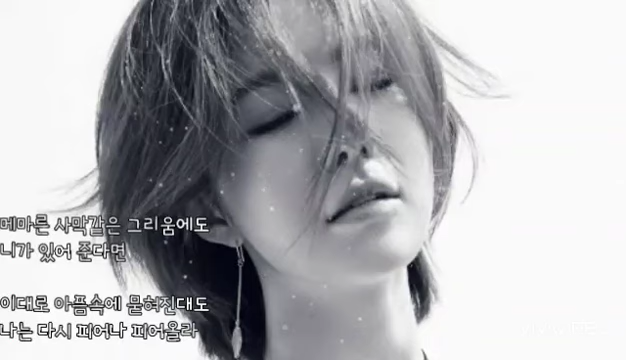 메마른 사막같은 그리움에도
니가 있어 준다면
이대로 아픔속에 묻혀진대도
나는 다시 피어나 피어올라